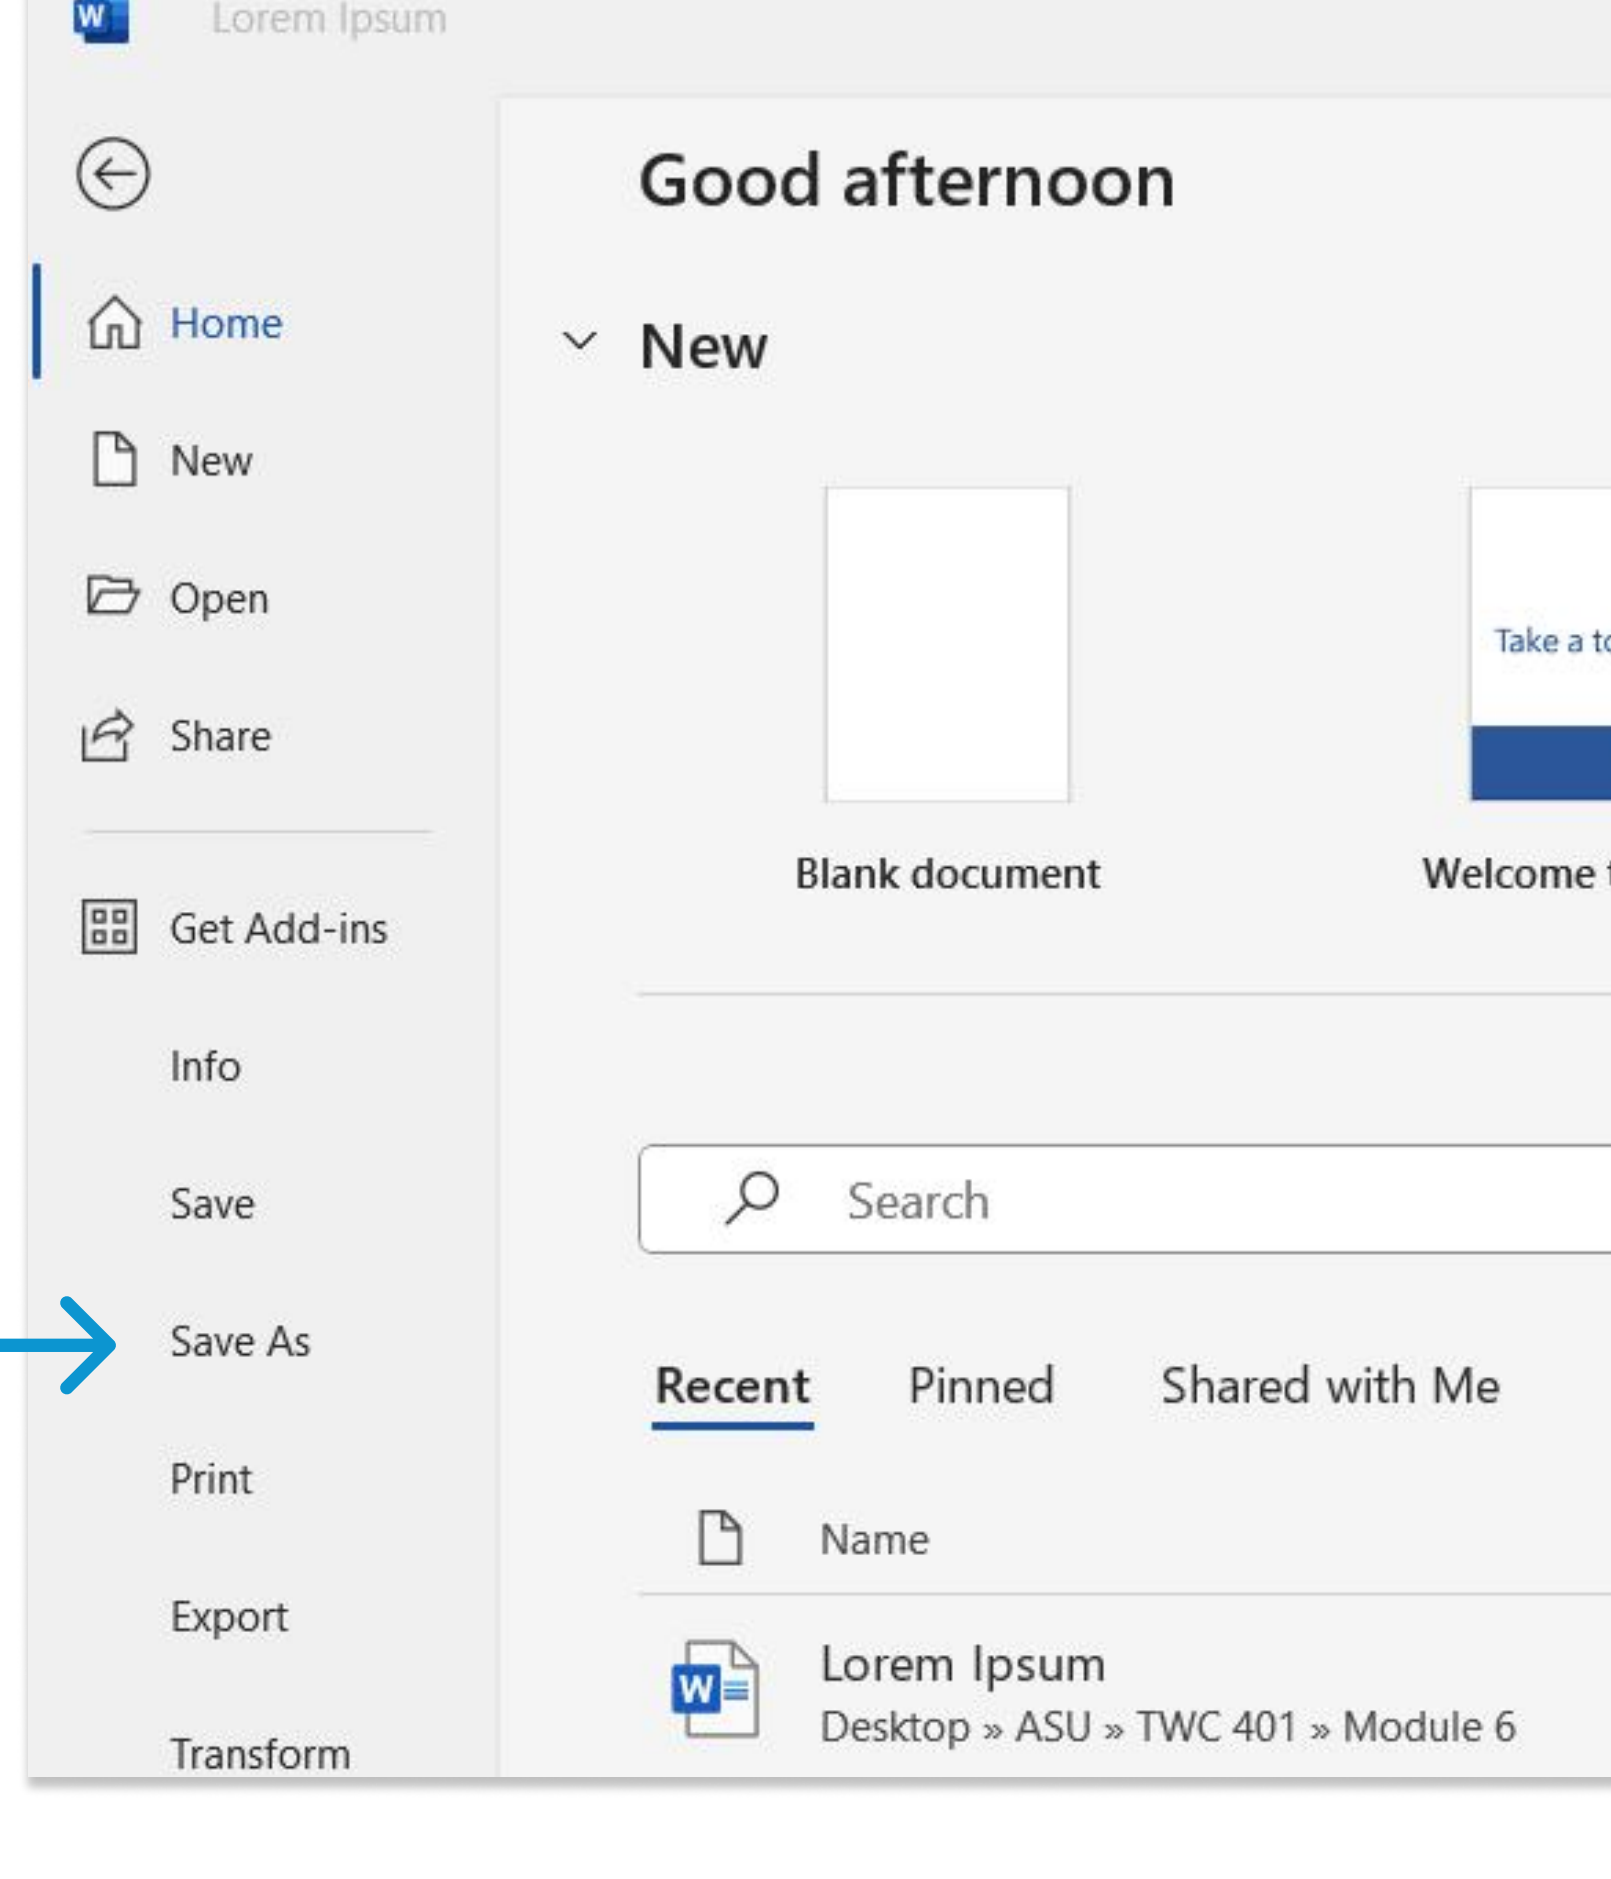 W
Lorem Ipsum
Good afternoon
Home
New
New
Open
Take a to
Share
Blank document
Welcome
Get Add-ins
Info
Save
Search
Save As
Recent Pinned Shared with Me
Print
Name
Export
Lorem Ipsum
W
Desktop » ASU » TWC 401 » Module 6
Transform